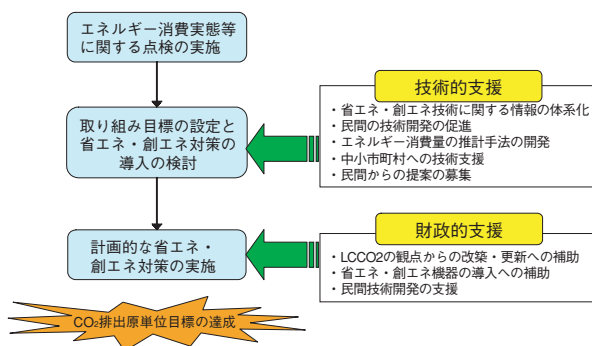 エネルギー消費実態等
に関する点検の実施
取り組み目標の設定と
省エネ・創エネ対策の
導入の検討
計画的な省エネ・
創エネ対策の実施
CO₂排出原単位目標の達成
技術的支援
・省エネ・創エネ技術に関する情報の体系化
・民間の技術開発の促進
・エネルギー消費量の推計手法の開発
・中小市町村への技術支援
・民間からの提案の募集
財政的支援
・LCCO2の観点からの改築・更新への補助
・省エネ・創エネ機器の導入への補助
・民間技術開発の支援